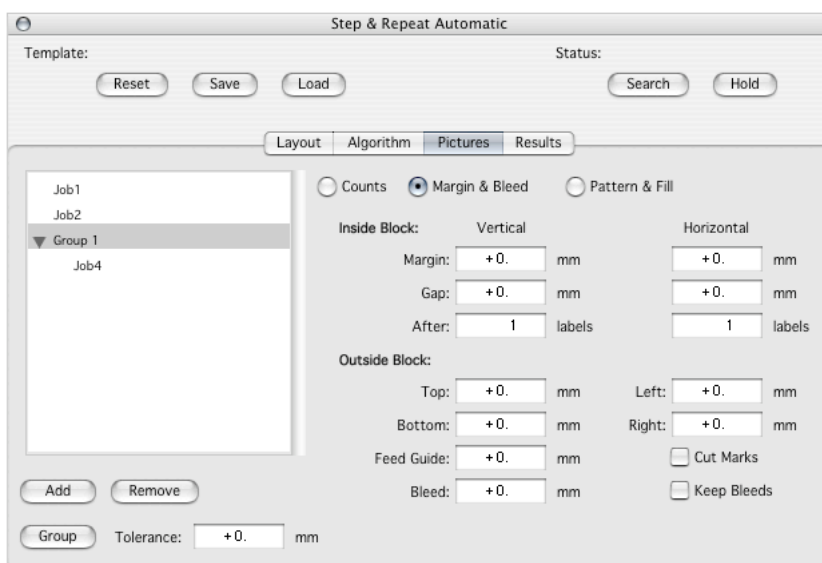 Step & Repeat Automatic
Template: Status:
Reset Save Load Search Hold
Layout Algorithm Pictures Results
Job1
Job2
Group 1
Job4
Counts Margin & Bleed Pattern & Fill
Inside Block: Vertical Horizontal
Margin: +0. mm +0. mm
Gap: +0. mm +0. mm
After: 1 labels 1 labels
Outside Block:
Top: +0. mm Left: +0. mm
Bottom: +0. mm Right: +0. mm
Feed Guide: +0. mm Cut Marks
Bleed: +0. mm Keep Bleeds
Add Remove
Group Tolerance: +0. mm